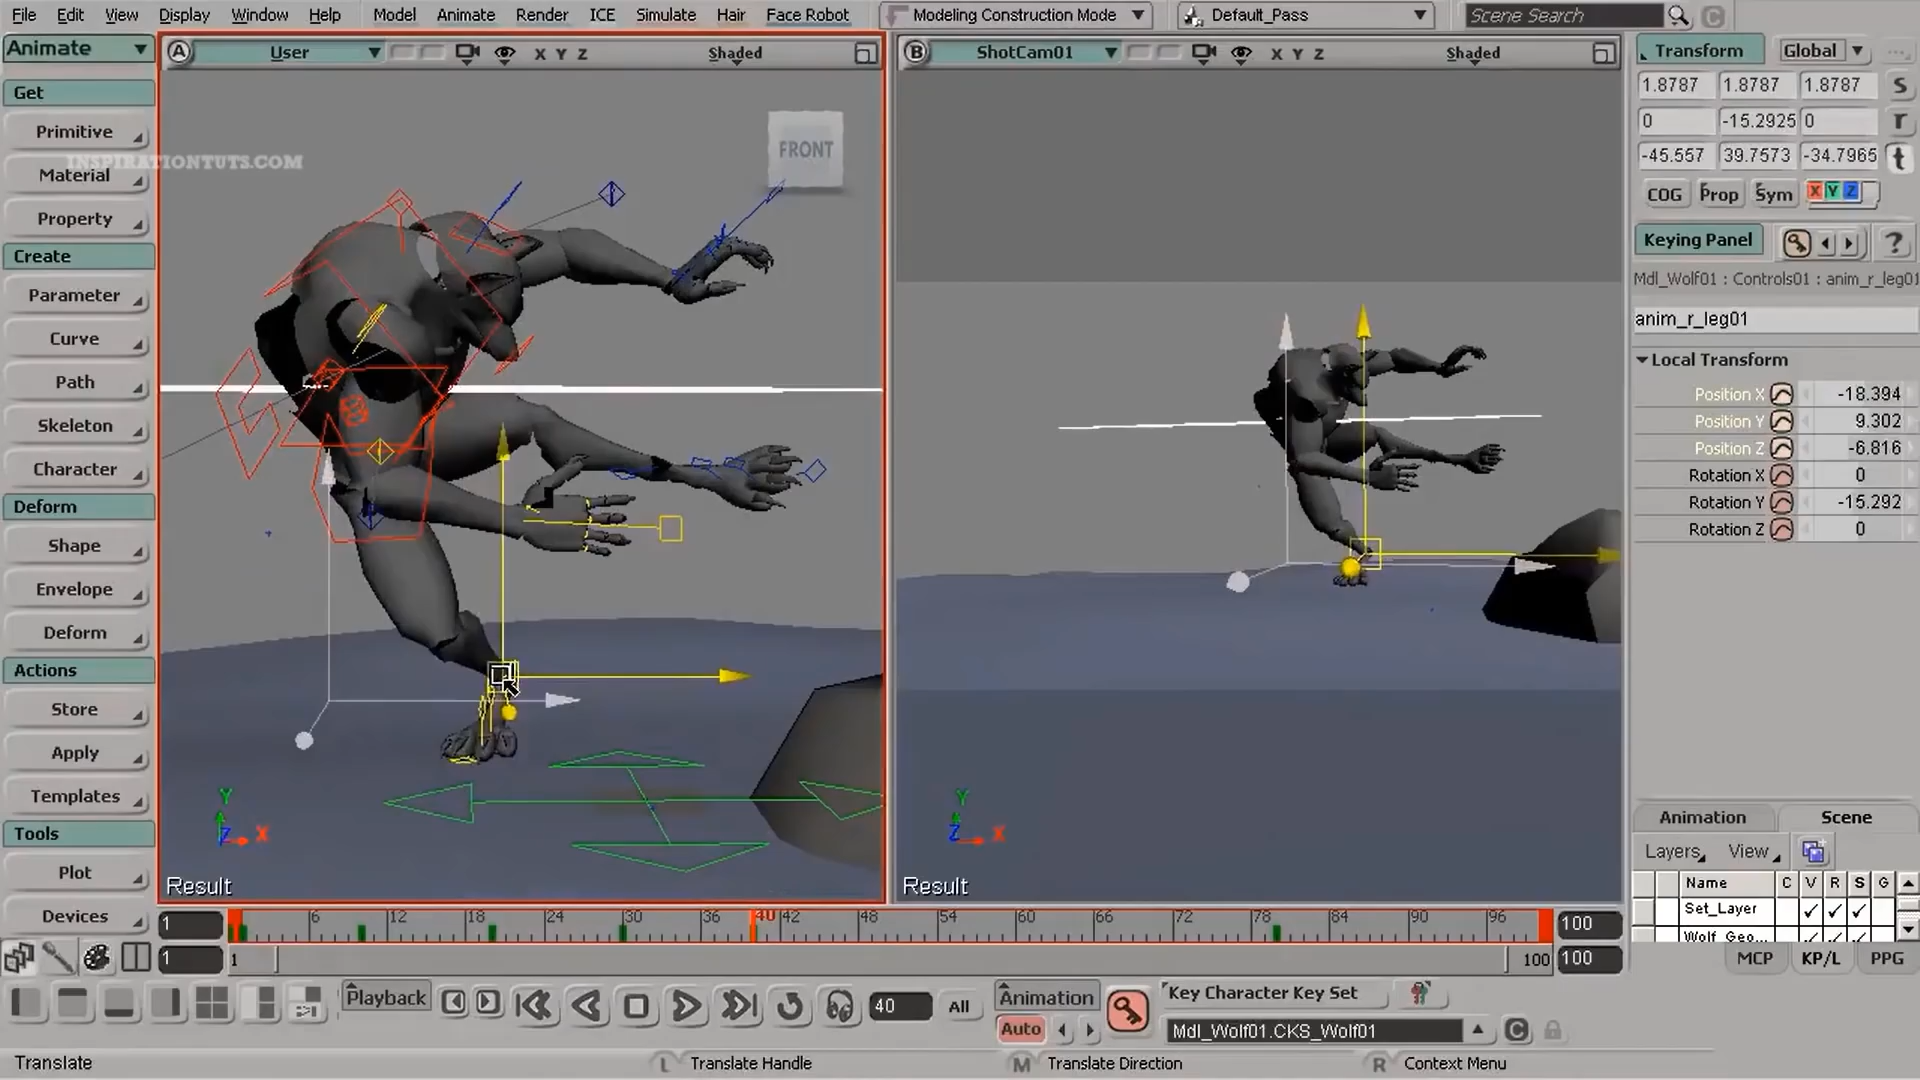 File Edit View Display Window Help Model Animate Render ICE Simulate Hair Face Robot Modeling Construction Mode Default_Pass Scene Search
Animate
A User X Y Z Shaded
B ShotCam01 X Y Z Shaded
Transform Global
Get
1.8787 1.8787 1.8787 S
Primitive
0 -15.2925 0 r
INSPIRATIONTUTS.COM
FRONT
-45.557 39.7573 -34.7965 t
Material
COG Prop Sym X Y Z
Property
Keying Panel ?
Create
Mdl_Wolf01 : Controls01 : anim_r_leg01
Parameter
anim_r_leg01
Curve
Local Transform
Path
Position X -18.394
Skeleton
Position Y 9.302
Character
Position Z -6.816
Rotation X 0
Deform
Rotation Y -15.292
Shape
Rotation Z 0
Envelope
Deform
Actions
Store
Apply
Templates
Y Z X
Y Z X
Animation Scene
Tools
Layers View
Plot
Result
Result
Name C V R S G
Devices
Set_Layer
1 6 12 18 24 30 36 40 42 48 54 60 66 72 78 84 90 96 100
Wolf_Geo...
1 1 100 100
MCP KP/L PPG
Playback 40 All Animation Key Character Key Set
Auto Mdl_Wolf01.CKS_Wolf01 C
Translate L Translate Handle M Translate Direction R Context Menu